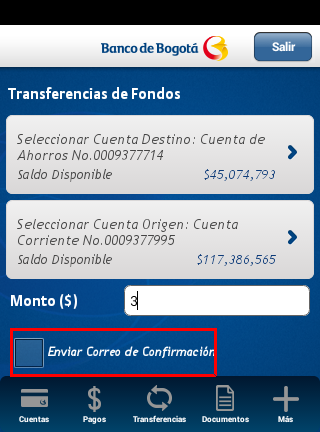 Banco de Bogotá
Salir
Transferencias de Fondos
Seleccionar Cuenta Destino: Cuenta de
Ahorros No.0009377714
Saldo Disponible $45,074,793
Seleccionar Cuenta Origen: Cuenta
Corriente No.0009377995
Saldo Disponible $117,386,565
Monto ($) 3
Enviar Correo de Confirmación
Cuentas Pagos Transferencias Documentos Más